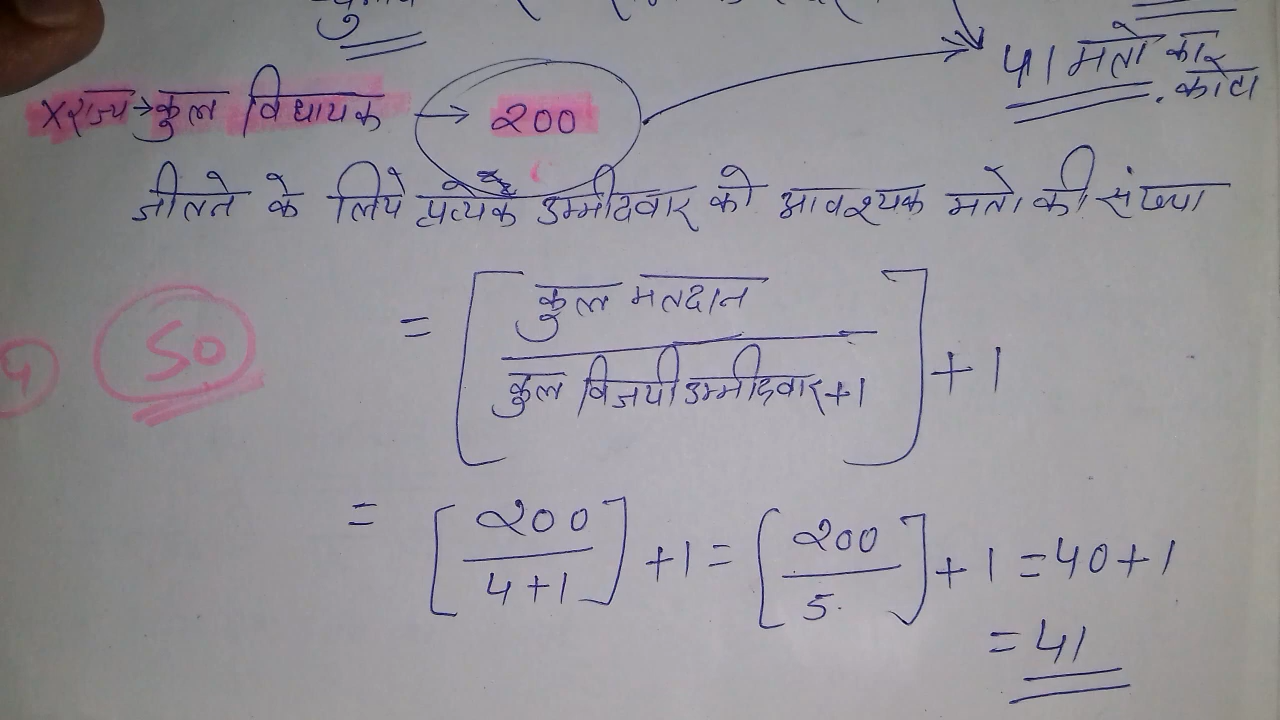 चुनाव
41 मतो का
कोटा
X राज्य → कुल विधायक → 200
जीतने के लिये प्रत्येक उम्मीदवार को आवश्यक मतो की संख्या
= [कुल मतदान / कुल विजयी उम्मीदवार+1] + 1
50
= [200 / 4+1] + 1 = [200 / 5] + 1 = 40 + 1
= 41